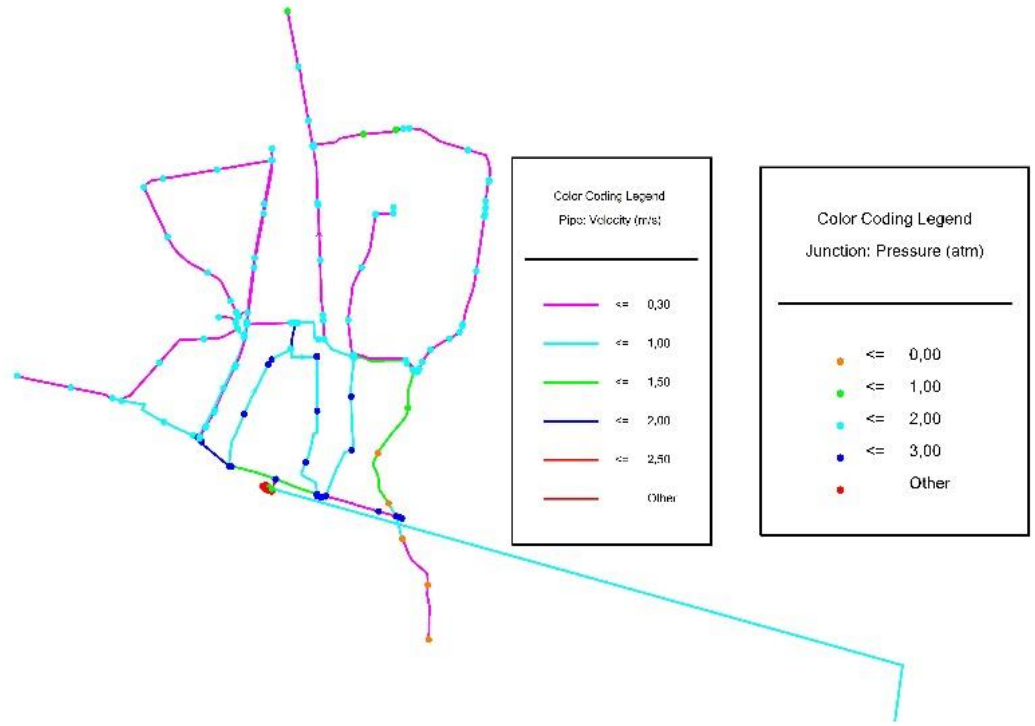 Color Coding Legend
Pipe: Velocity (m/s)
<= 0,30
<= 1,00
<= 1,50
<= 2,00
<= 2,50
Other
Color Coding Legend
Junction: Pressure (atm)
<= 0,00
<= 1,00
<= 2,00
<= 3,00
Other